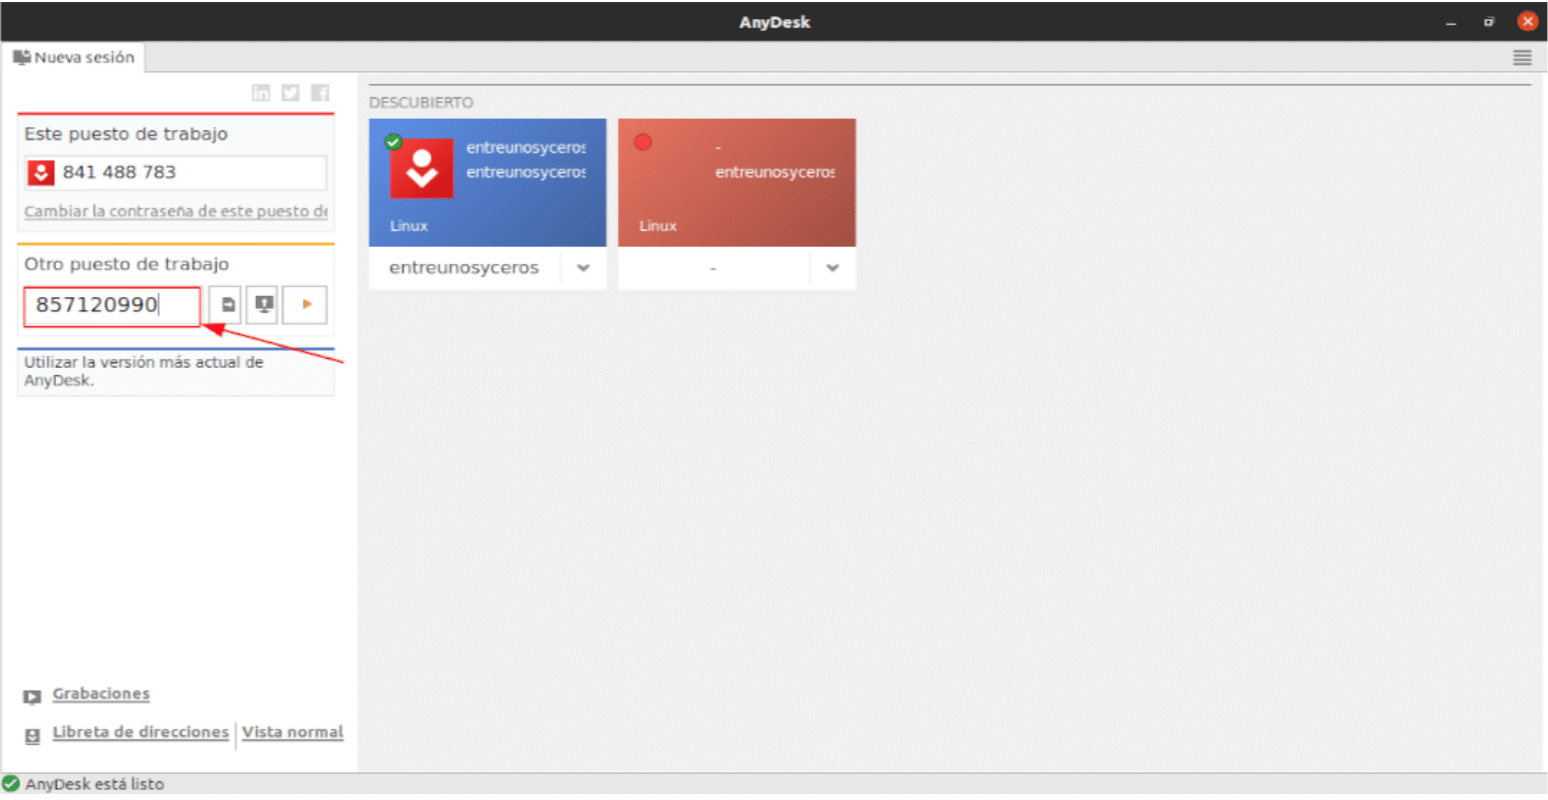 AnyDesk
Nueva sesión
Este puesto de trabajo
841 488 783
Cambiar la contraseña de este puesto de
Otro puesto de trabajo
857120990
Utilizar la versión más actual de
AnyDesk.
Grabaciones
Libreta de direcciones Vista normal
DESCUBIERTO
entreunosyceros
entreunosyceros
Linux
entreunosyceros
-
entreunosyceros
Linux
-
AnyDesk está listo